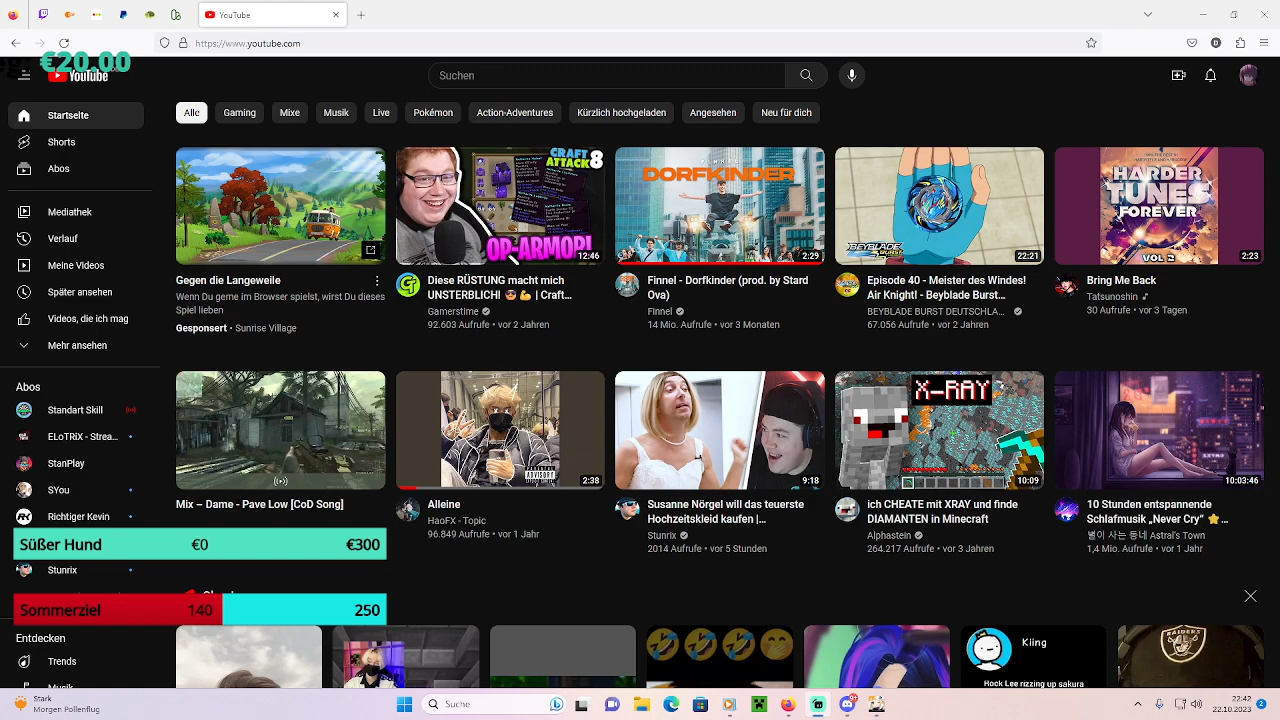 YouTube
https://www.youtube.com
€20.00
YouTube
Suchen
Startseite
Shorts
Abos
Mediathek
Verlauf
Meine Videos
Später ansehen
Videos, die ich mag
Mehr ansehen
Abos
Standart Skill
ELoTRiX - Strea...
StanPlay
SYou
Richtiger Kevin
Süßer Hund €0 €300
Stunrix
Sommerziel 140 250
Entdecken
Trends
Musik
Alle Gaming Mixe Musik Live Pokémon Action-Adventures Kürzlich hochgeladen Angesehen Neu für dich
Gegen die Langeweile
Wenn Du gerne im Browser spielst, wirst Du dieses
Spiel lieben
Gesponsert • Sunrise Village
CRAFT
ATTACK 8
OP-ARMOR!
12:46
Diese RÜSTUNG macht mich
UNSTERBLICH! 😎 💪 | Craft...
Gamerstime
92.603 Aufrufe • vor 2 Jahren
FINNEL
DORFKINDER
2:29
FInnel - Dorfkinder (prod. by Stard
Ova)
FInnel
14 Mio. Aufrufe • vor 3 Monaten
BEYBLADE
BURST
22:21
Episode 40 - Meister des Windes!
Air Knight! - Beyblade Burst...
BEYBLADE BURST DEUTSCHLA...
67.056 Aufrufe • vor 2 Jahren
HARDER
TUNES
FOREVER
VOL 2
2:23
Bring Me Back
Tatsunoshin
30 Aufrufe • vor 3 Tagen
Mix – Dame - Pave Low [CoD Song]
ADVISORY
2:38
Alleine
HaoFX - Topic
96.849 Aufrufe • vor 1 Jahr
9:18
Susanne Nörgel will das teuerste
Hochzeitskleid kaufen |...
Stunrix
2014 Aufrufe • vor 5 Stunden
X-RAY
10:09
ich CHEATE mit XRAY und finde
DIAMANTEN in Minecraft
Alphastein
264.217 Aufrufe • vor 3 Jahren
10:03:46
10 Stunden entspannende
Schlafmusik „Never Cry“ ⭐...
별이 사는 동네 Astral's Town
1,4 Mio. Aufrufe • vor 1 Jahr
RAIDERS
Kiing
Rock Lee rizzing up sakura
Stark
Morgen Pollenflug
Suche
22:42
22.10.2023
2